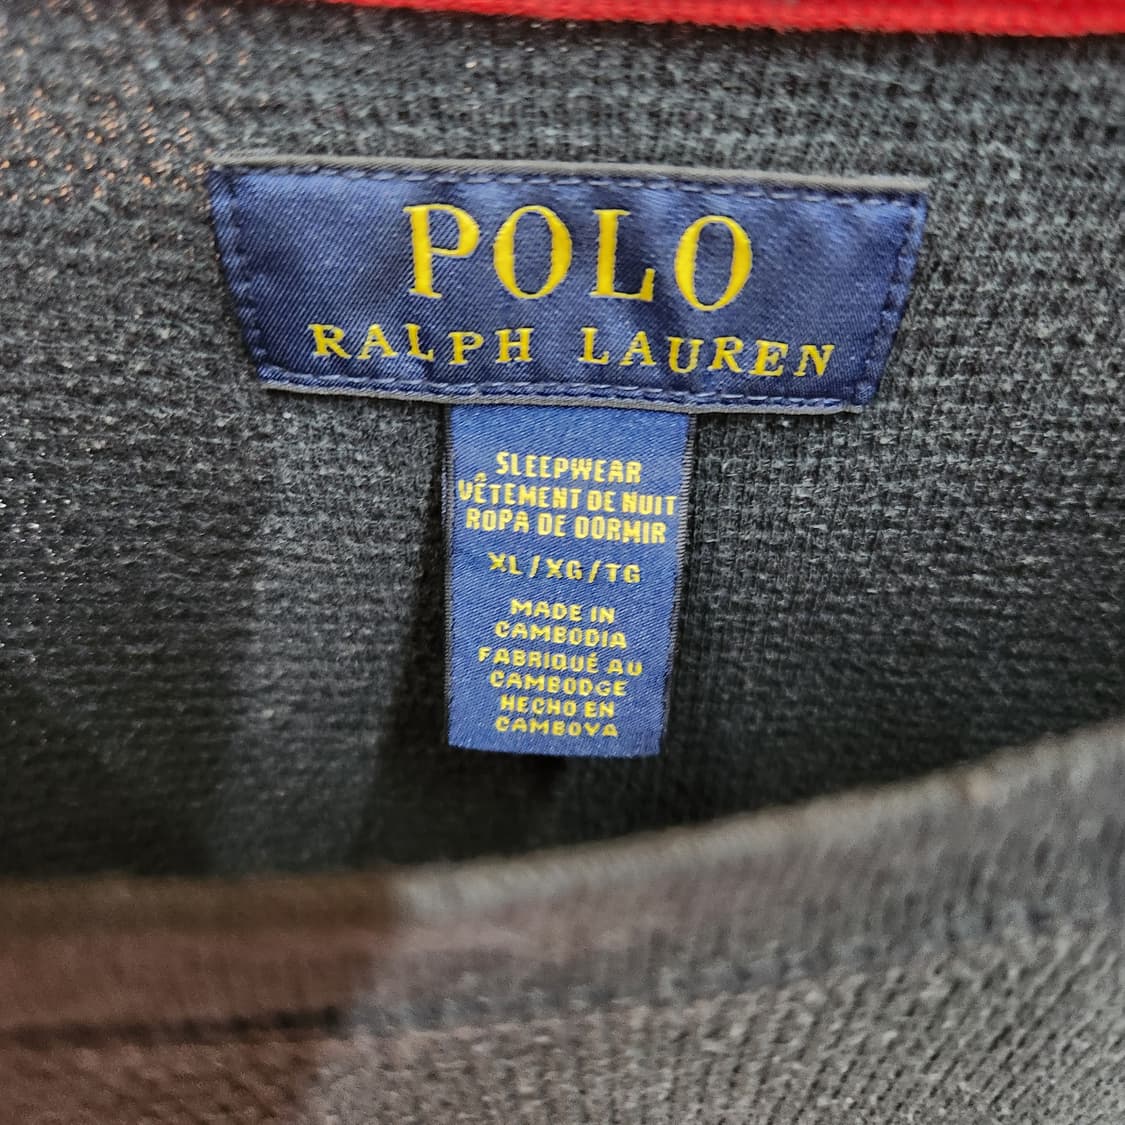 POLO
RALPH LAUREN
SLEEPWEAR
VÊTEMENT DE NUIT
ROPA DE DORMIR
XL/XG/TG
MADE IN
CAMBODIA
FABRIQUÉ AU
CAMBODGE
HECHO EN
CAMBOYA